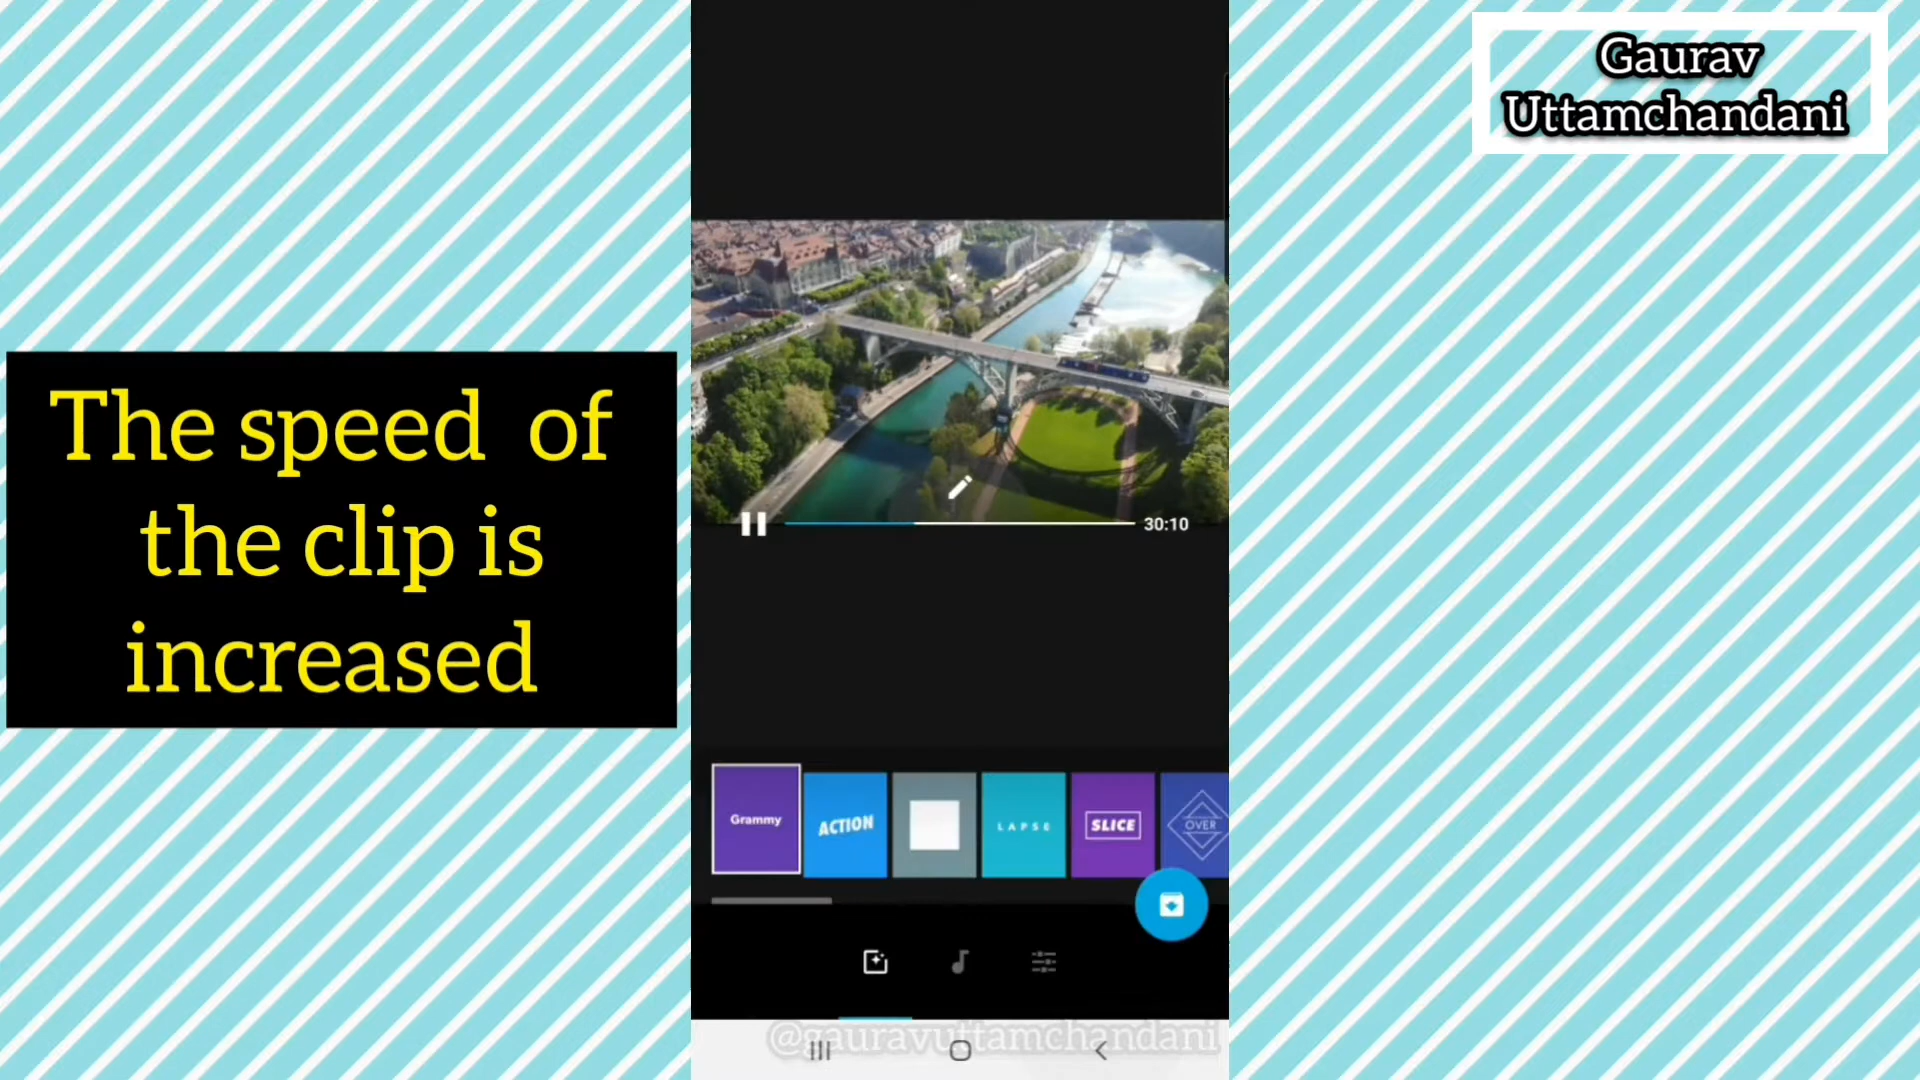 Gaurav
Uttamchandani
The speed of
the clip is
increased
30:10
Grammy
ACTION
LAPSE
SLICE
OVER
@gauravuttamchandani